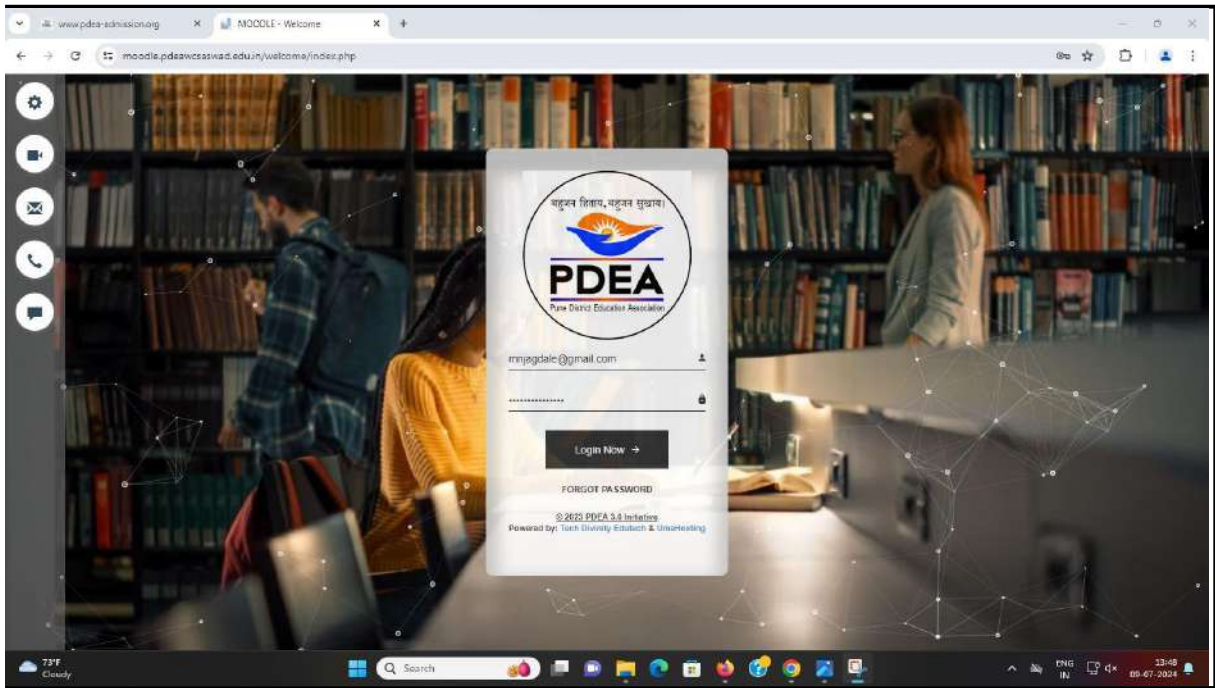 www.pdea-admission.org
MOODLE - Welcome
moodle.pdeawcsaswad.edu.in/welcome/index.php
बहुजन हिताय, बहुजन सुखाय।
PDEA
Pune District Education Association
mnjagdale@gmail.com
Login Now →
FORGOT PASSWORD
© 2023 PDEA 3.0 Initiative
Powered by: Tech Divinity Edutech & UnixHosting
73°F
Cloudy
Search
ENG
IN
13:48
09-07-2024